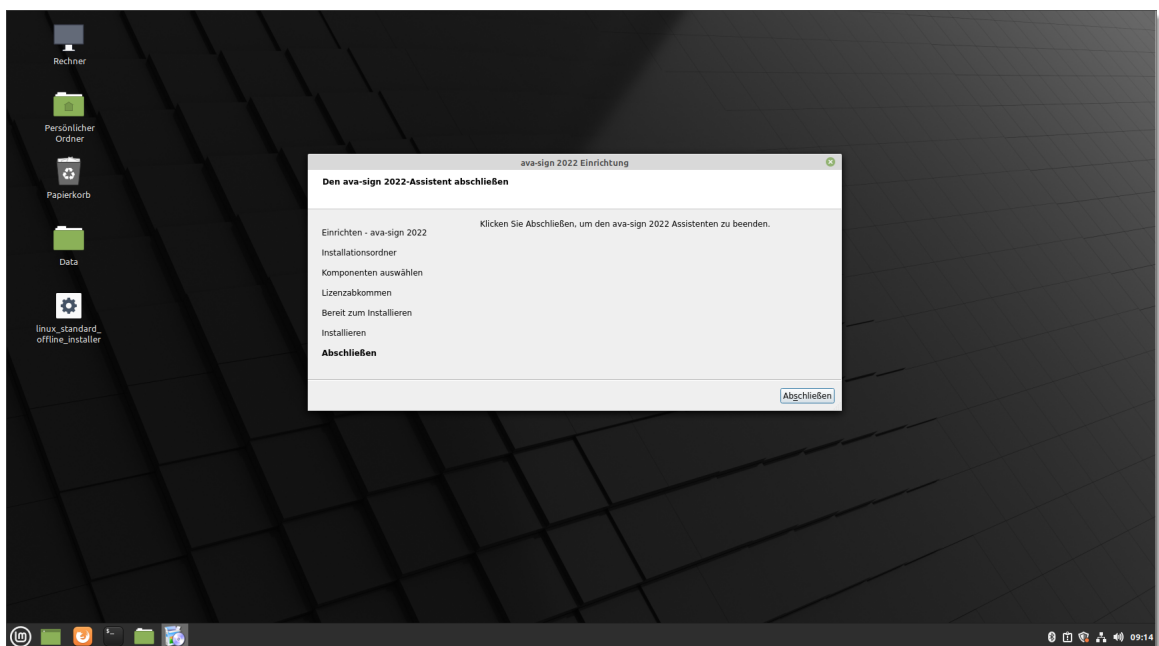 Rechner
Persönlicher
Ordner
Papierkorb
Data
linux_standard_
offline_installer
ava-sign 2022 Einrichtung
Den ava-sign 2022-Assistent abschließen
Klicken Sie Abschließen, um den ava-sign 2022 Assistenten zu beenden.
Einrichten - ava-sign 2022
Installationsordner
Komponenten auswählen
Lizenzabkommen
Bereit zum Installieren
Installieren
Abschließen
Abschließen
09:14